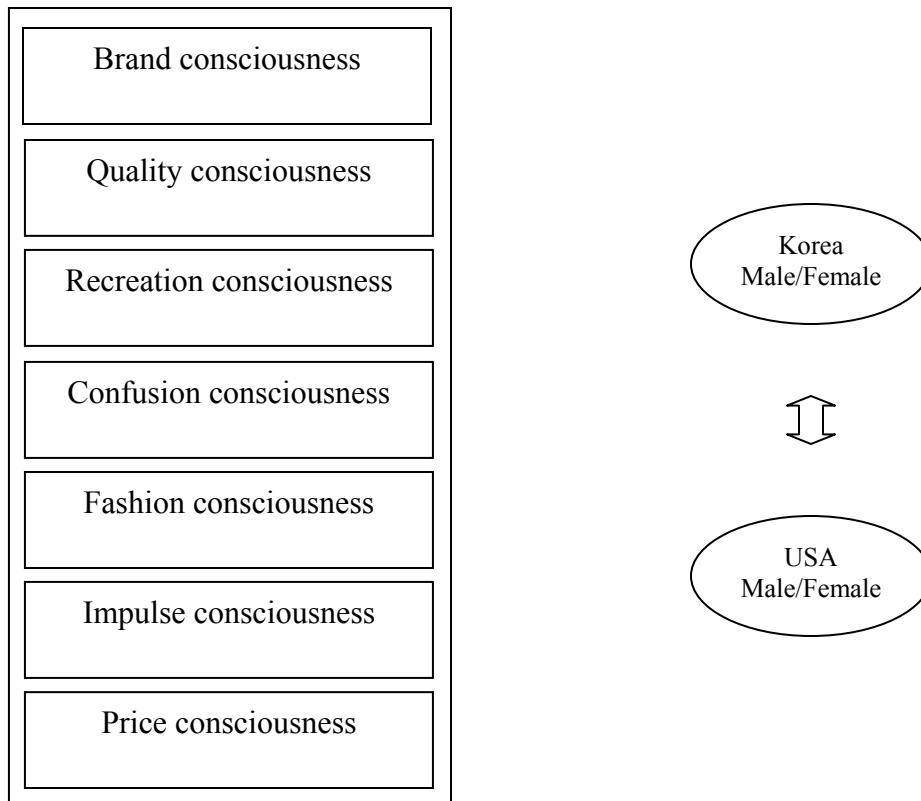 Brand consciousness
Quality consciousness
Recreation consciousness
Confusion consciousness
Fashion consciousness
Impulse consciousness
Price consciousness
Korea
Male/Female
USA
Male/Female